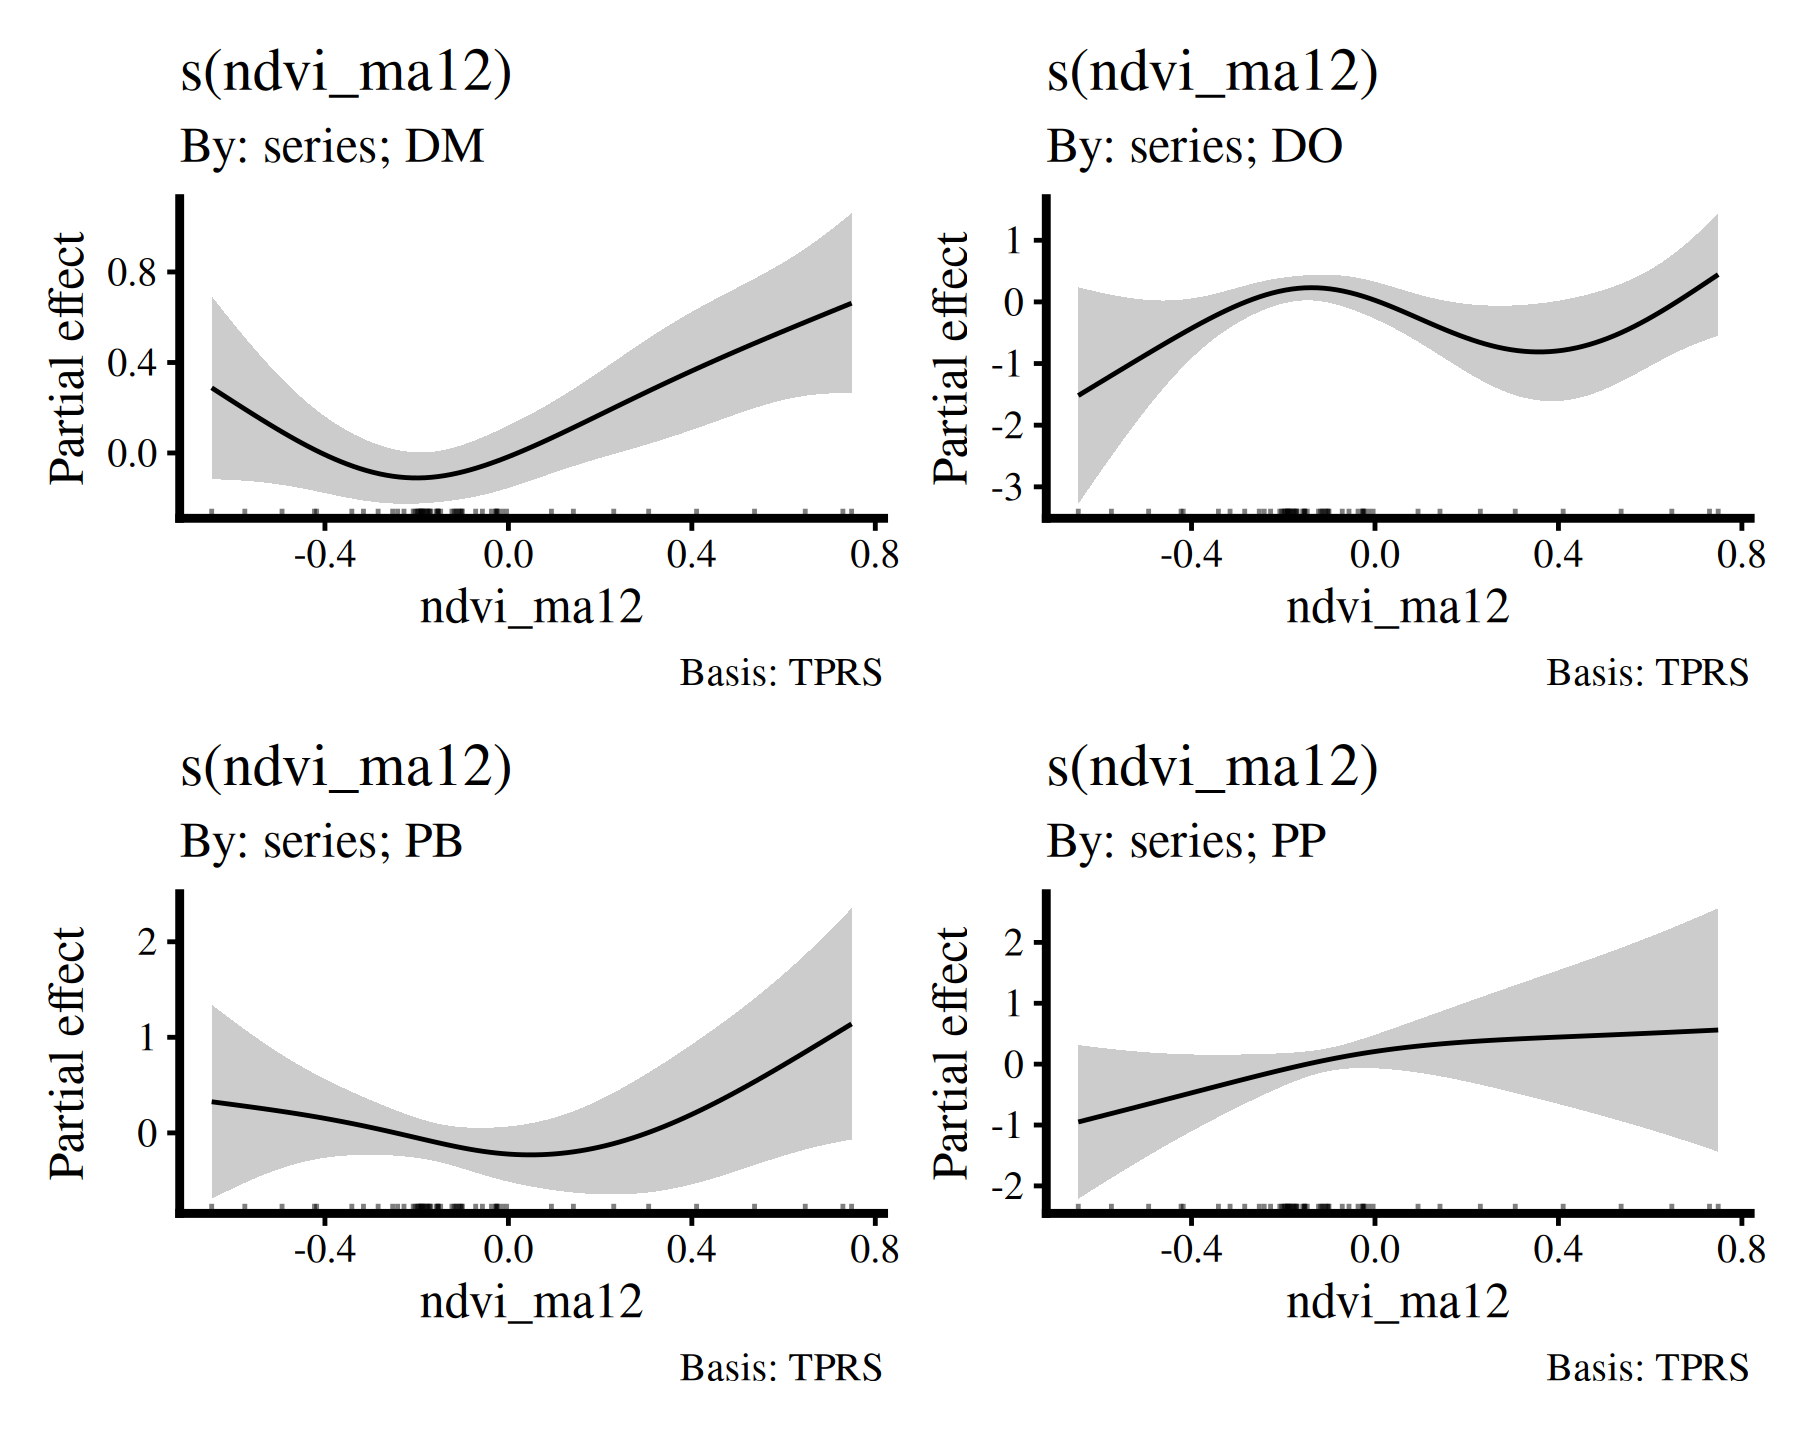 s(ndvi_ma12)
By: series; DM
Partial effect
0.8
0.4
0.0
-0.4 0.0 0.4 0.8
ndvi_ma12
Basis: TPRS
s(ndvi_ma12)
By: series; DO
Partial effect
1
0
-1
-2
-3
-0.4 0.0 0.4 0.8
ndvi_ma12
Basis: TPRS
s(ndvi_ma12)
By: series; PB
Partial effect
2
1
0
-0.4 0.0 0.4 0.8
ndvi_ma12
Basis: TPRS
s(ndvi_ma12)
By: series; PP
Partial effect
2
1
0
-1
-2
-0.4 0.0 0.4 0.8
ndvi_ma12
Basis: TPRS